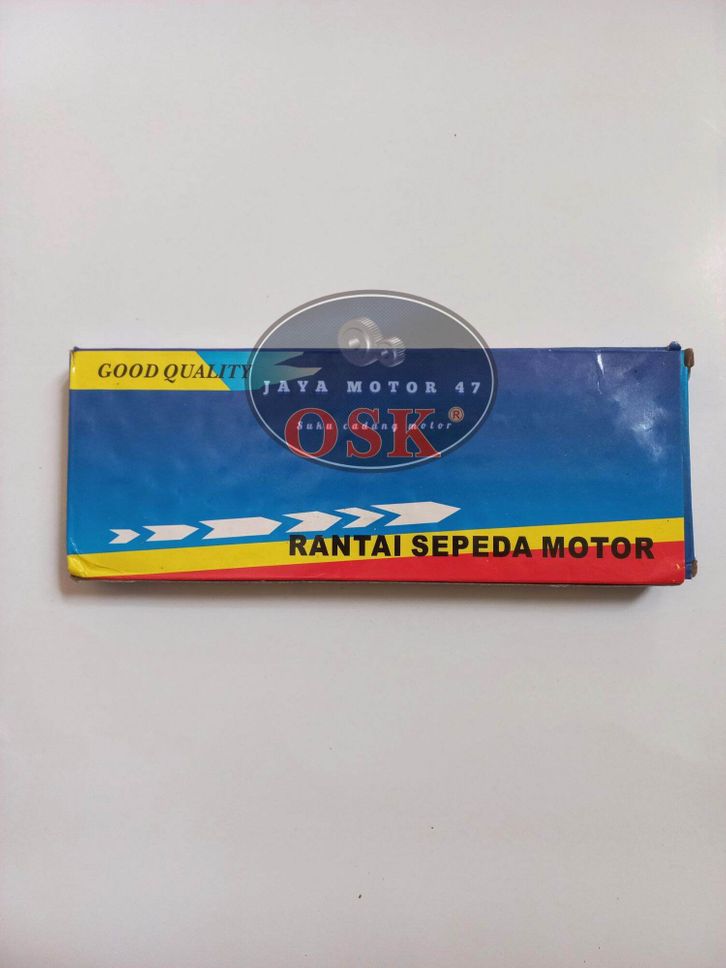 GOOD QUALITY
JAYA MOTOR 47
Suku cadang motor
OSK®
RANTAI SEPEDA MOTOR